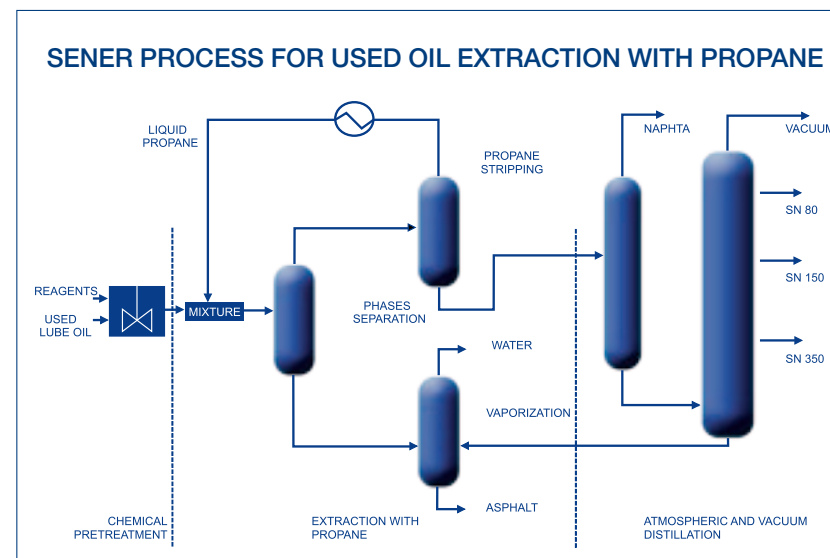 SENER PROCESS FOR USED OIL EXTRACTION WITH PROPANE
LIQUID
PROPANE
PROPANE
STRIPPING
NAPHTA
VACUUM
SN 80
SN 150
SN 350
REAGENTS
USED
LUBE OIL
MIXTURE
PHASES
SEPARATION
WATER
VAPORIZATION
ASPHALT
CHEMICAL
PRETREATMENT
EXTRACTION WITH
PROPANE
ATMOSPHERIC AND VACUUM
DISTILLATION